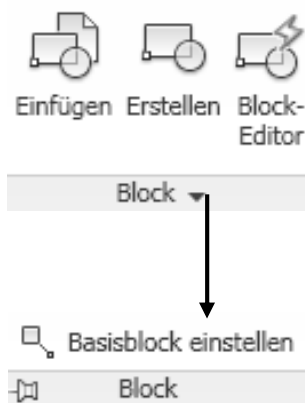 Einfügen Erstellen Block-
Editor
Block
Basisblock einstellen
Block